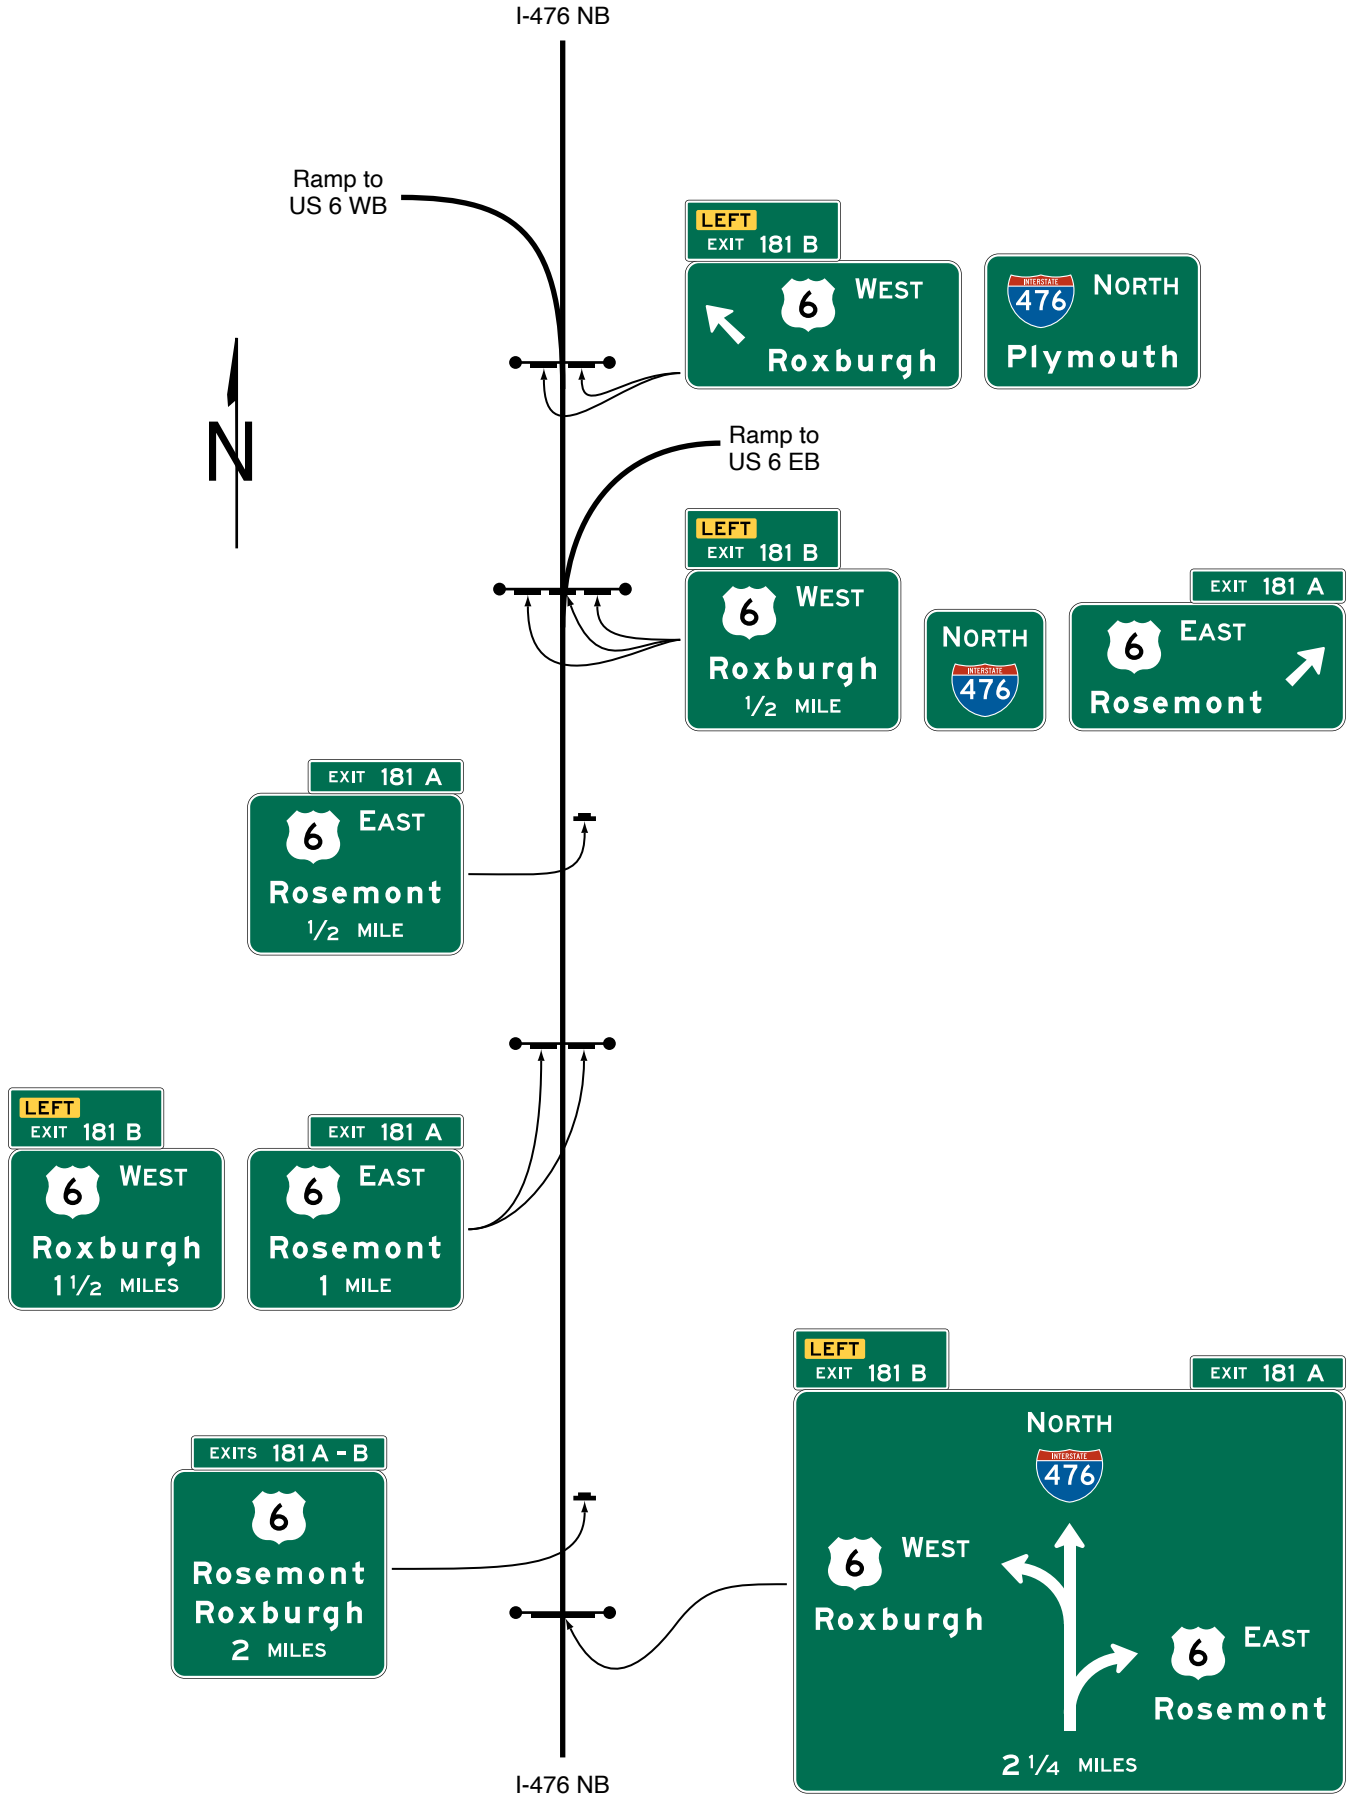 I-476 NB
Ramp to
US 6 WB
LEFT
EXIT 181 B
6 WEST
Roxburgh
INTERSTATE
476 NORTH
Plymouth
N
Ramp to
US 6 EB
LEFT
EXIT 181 B
6 WEST
Roxburgh
1/2 MILE
NORTH
INTERSTATE
476
EXIT 181 A
6 EAST
Rosemont
EXIT 181 A
6 EAST
Rosemont
1/2 MILE
LEFT
EXIT 181 B
6 WEST
Roxburgh
1 1/2 MILES
EXIT 181 A
6 EAST
Rosemont
1 MILE
EXITS 181 A - B
6
Rosemont
Roxburgh
2 MILES
LEFT
EXIT 181 B
EXIT 181 A
NORTH
INTERSTATE
476
6 WEST
Roxburgh
6 EAST
Rosemont
2 1/4 MILES
I-476 NB